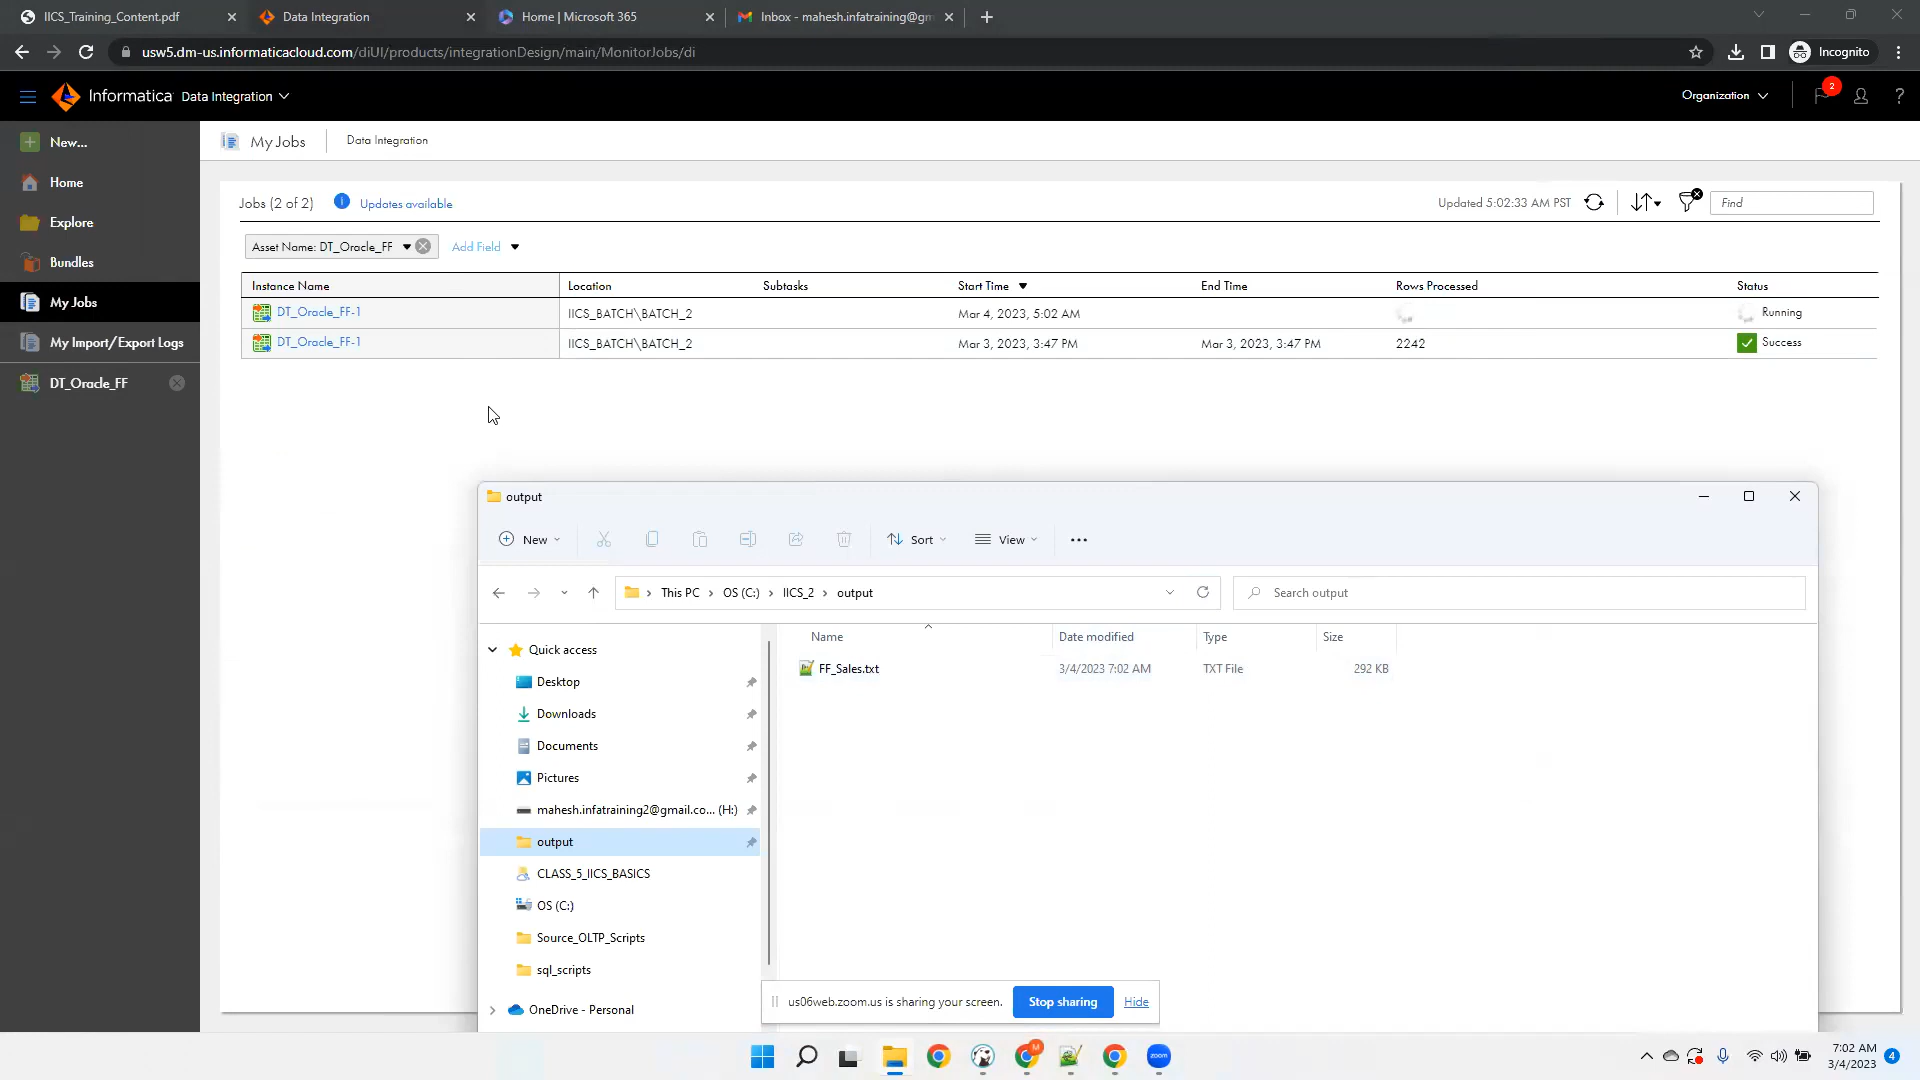 IICS_Training_Content.pdf
Data Integration
Home | Microsoft 365
Inbox - mahesh.infatraining@gm
usw5.dm-us.informaticacloud.com/diUI/products/integrationDesign/main/MonitorJobs/di
Incognito
Informatica Data Integration
Organization
2
?
New...
Home
Explore
Bundles
My Jobs
My Import/Export Logs
DT_Oracle_FF
My Jobs
Data Integration
Jobs (2 of 2)
Updates available
Updated 5:02:33 AM PST
Find
Asset Name: DT_Oracle_FF
Add Field
Instance Name Location Subtasks Start Time End Time Rows Processed Status
DT_Oracle_FF-1 IICS_BATCH\BATCH_2 Mar 4, 2023, 5:02 AM Running
DT_Oracle_FF-1 IICS_BATCH\BATCH_2 Mar 3, 2023, 3:47 PM Mar 3, 2023, 3:47 PM 2242 Success
output
New
Sort
View
This PC > OS (C:) > IICS_2 > output
Search output
Name Date modified Type Size
FF_Sales.txt 3/4/2023 7:02 AM TXT File 292 KB
Quick access
Desktop
Downloads
Documents
Pictures
mahesh.infatraining2@gmail.co... (H:)
output
CLASS_5_IICS_BASICS
OS (C:)
Source_OLTP_Scripts
sql_scripts
OneDrive - Personal
us06web.zoom.us is sharing your screen.
Stop sharing
Hide
M
zoom
7:02 AM
3/4/2023
4